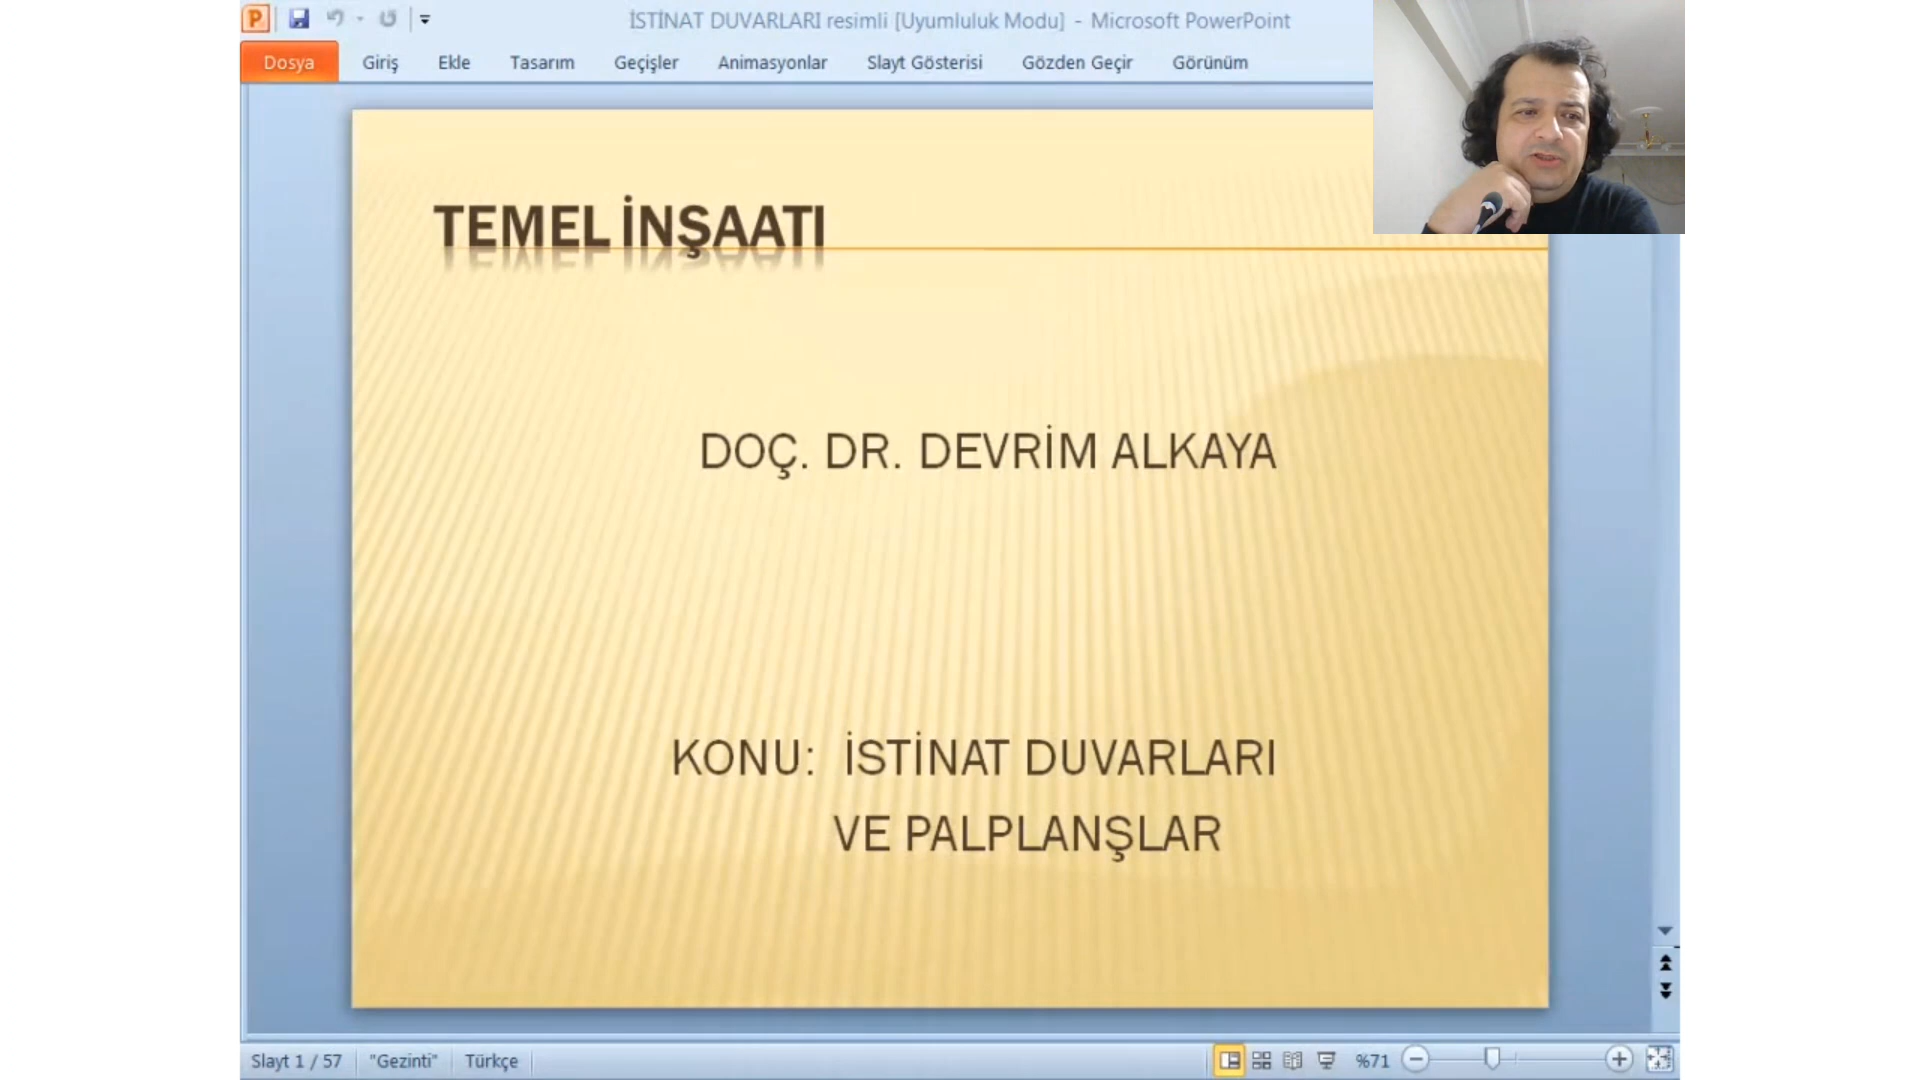 İSTİNAT DUVARLARI resimli [Uyumluluk Modu] - Microsoft PowerPoint
Dosya Giriş Ekle Tasarım Geçişler Animasyonlar Slayt Gösterisi Gözden Geçir Görünüm
TEMEL İNŞAATI
DOÇ. DR. DEVRİM ALKAYA
KONU: İSTİNAT DUVARLARI
VE PALPLANŞLAR
Slayt 1 / 57 "Gezinti" Türkçe %71